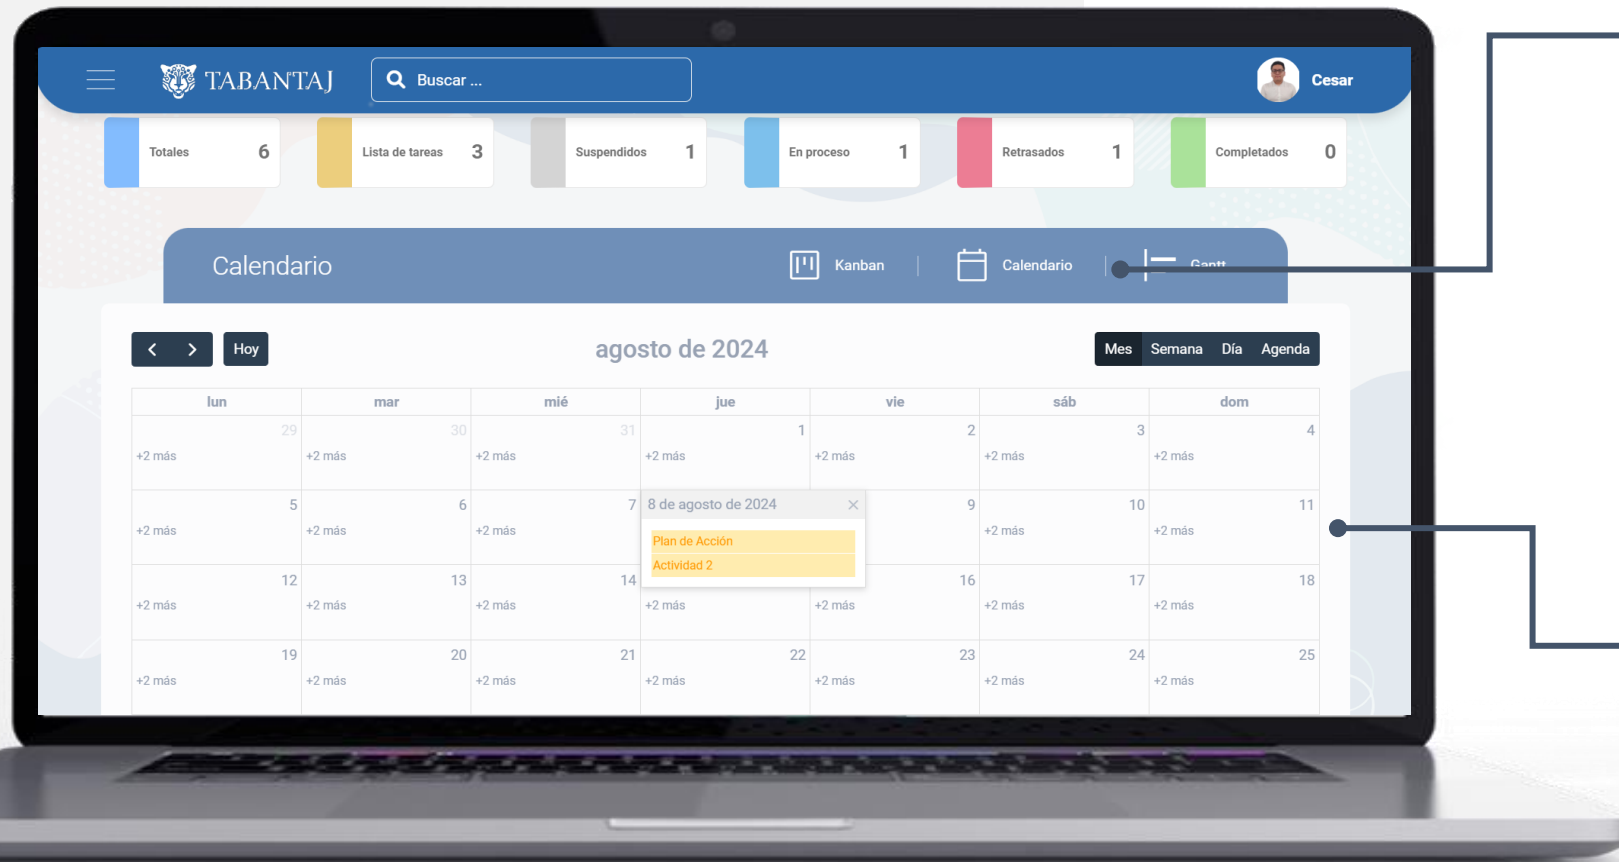 TABANTAJ
Buscar ...
Cesar
Totales 6
Lista de tareas 3
Suspendidos 1
En proceso 1
Retrasados 1
Completados 0
Calendario
Kanban
Calendario
Gantt
Hoy
agosto de 2024
Mes Semana Día Agenda
lun mar mié jue vie sáb dom
29 30 31 1 2 3 4
+2 más +2 más +2 más +2 más +2 más +2 más +2 más
5 6 7 8 de agosto de 2024 × 9 10 11
+2 más +2 más +2 más +2 más +2 más
Plan de Acción
Actividad 2
12 13 14 16 17 18
+2 más +2 más +2 más +2 más +2 más +2 más +2 más
19 20 21 22 23 24 25
+2 más +2 más +2 más +2 más +2 más +2 más +2 más